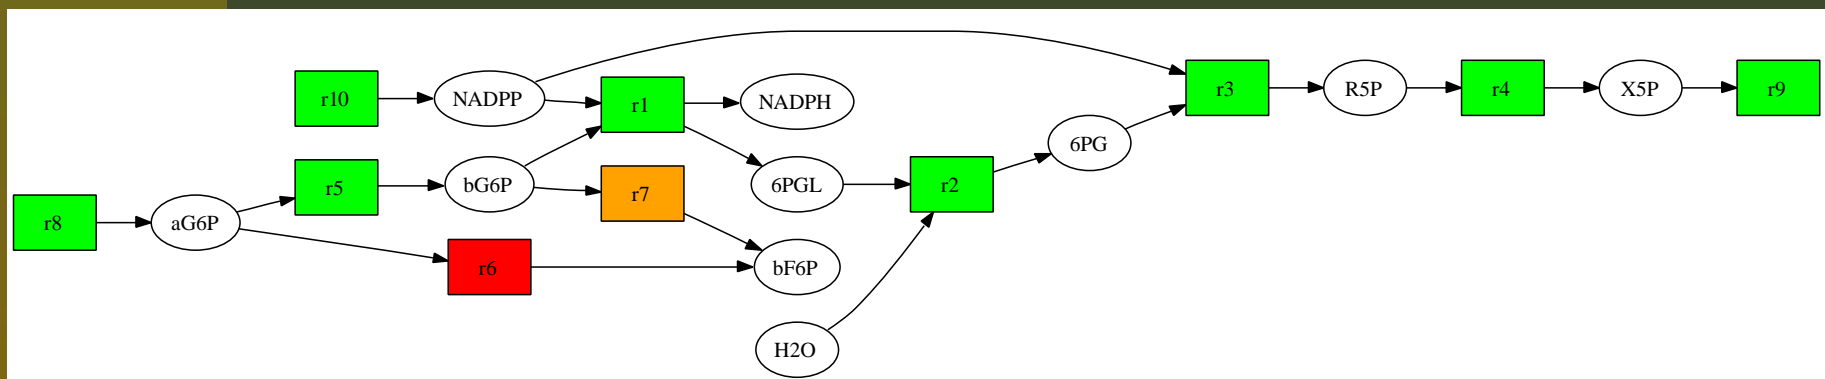 r8
aG6P
r10
r5
r6
NADPP
bG6P
r1
r7
NADPH
6PGL
bF6P
H2O
r2
6PG
r3
R5P
r4
X5P
r9